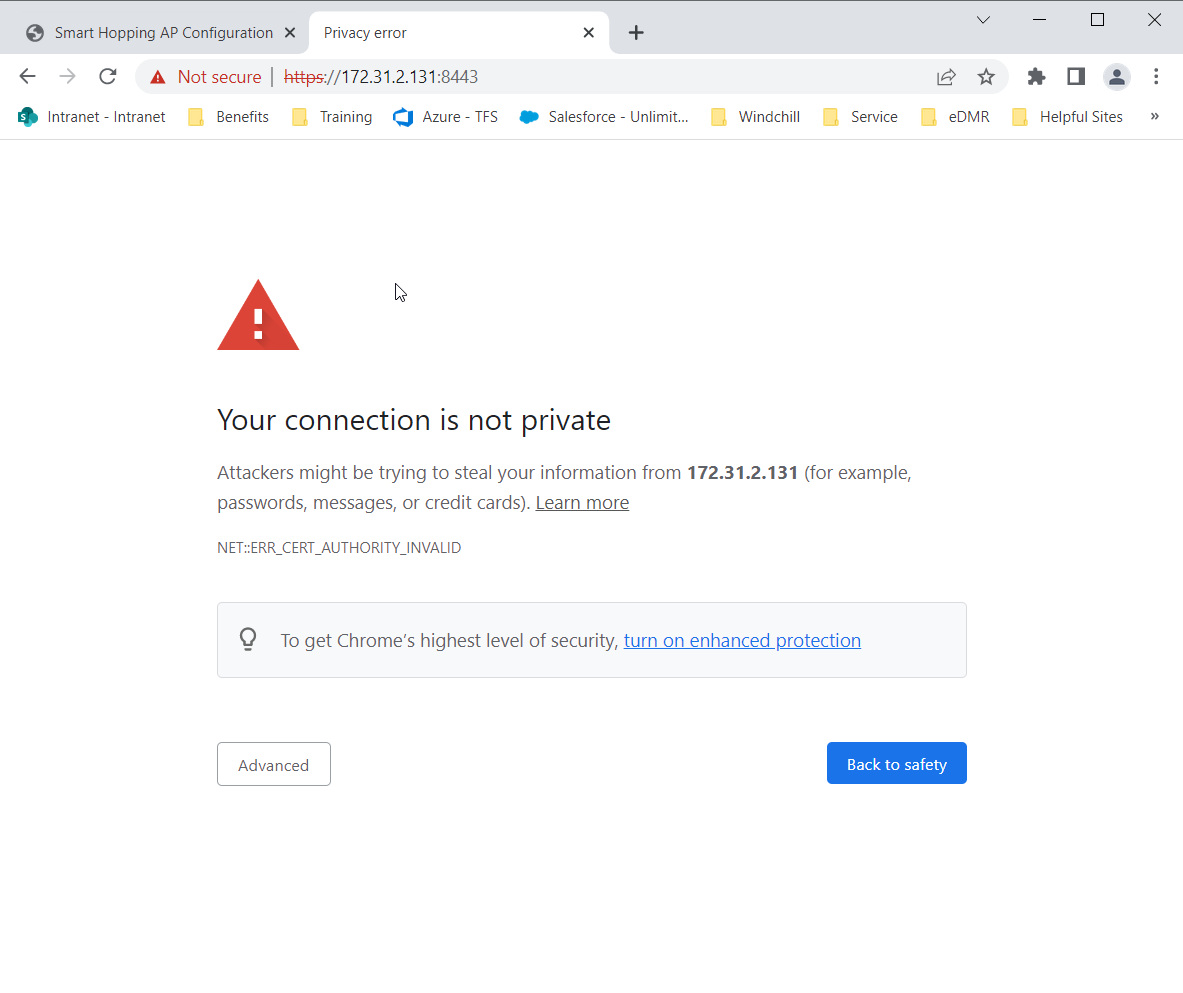 Smart Hopping AP Configuration
Privacy error
Not secure | https://172.31.2.131:8443
Intranet - Intranet Benefits Training Azure - TFS Salesforce - Unlimit... Windchill Service eDMR Helpful Sites »
Your connection is not private
Attackers might be trying to steal your information from 172.31.2.131 (for example,
passwords, messages, or credit cards). Learn more
NET::ERR_CERT_AUTHORITY_INVALID
To get Chrome's highest level of security, turn on enhanced protection
Advanced
Back to safety